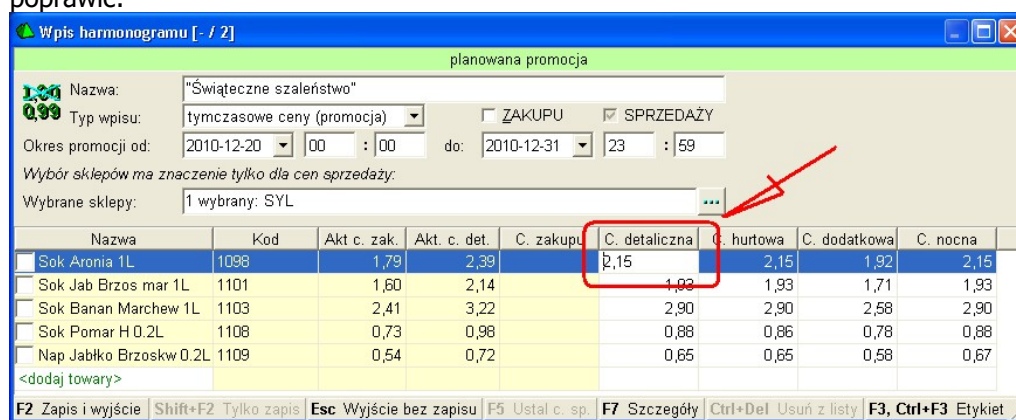 poprawić.
Wpis harmonogramu [- / 2]
planowana promocja
1,20 Nazwa: "Świąteczne szaleństwo"
0,99 Typ wpisu: tymczasowe ceny (promocja) ZAKUPU SPRZEDAŻY
Okres promocji od: 2010-12-20 00 : 00 do: 2010-12-31 23 : 59
Wybór sklepów ma znaczenie tylko dla cen sprzedaży:
Wybrane sklepy: 1 wybrany: SYL ...
Nazwa Kod Akt c. zak. Akt. c. det. C. zakupu C. detaliczna C. hurtowa C. dodatkowa C. nocna
Sok Aronia 1L 1098 1,79 2,39 2,15 2,15 1,92 2,15
Sok Jab Brzos mar 1L 1101 1,60 2,14 1,93 1,93 1,71 1,93
Sok Banan Marchew 1L 1103 2,41 3,22 2,90 2,90 2,58 2,90
Sok Pomar H 0.2L 1108 0,73 0,98 0,88 0,86 0,78 0,88
Nap Jabłko Brzoskw 0.2L 1109 0,54 0,72 0,65 0,65 0,58 0,67
<dodaj towary>
F2 Zapis i wyjście Shift+F2 Tylko zapis Esc Wyjście bez zapisu F5 Ustal c. sp. F7 Szczegóły Ctrl+Del Usuń z listy F3, Ctrl+F3 Etykiet